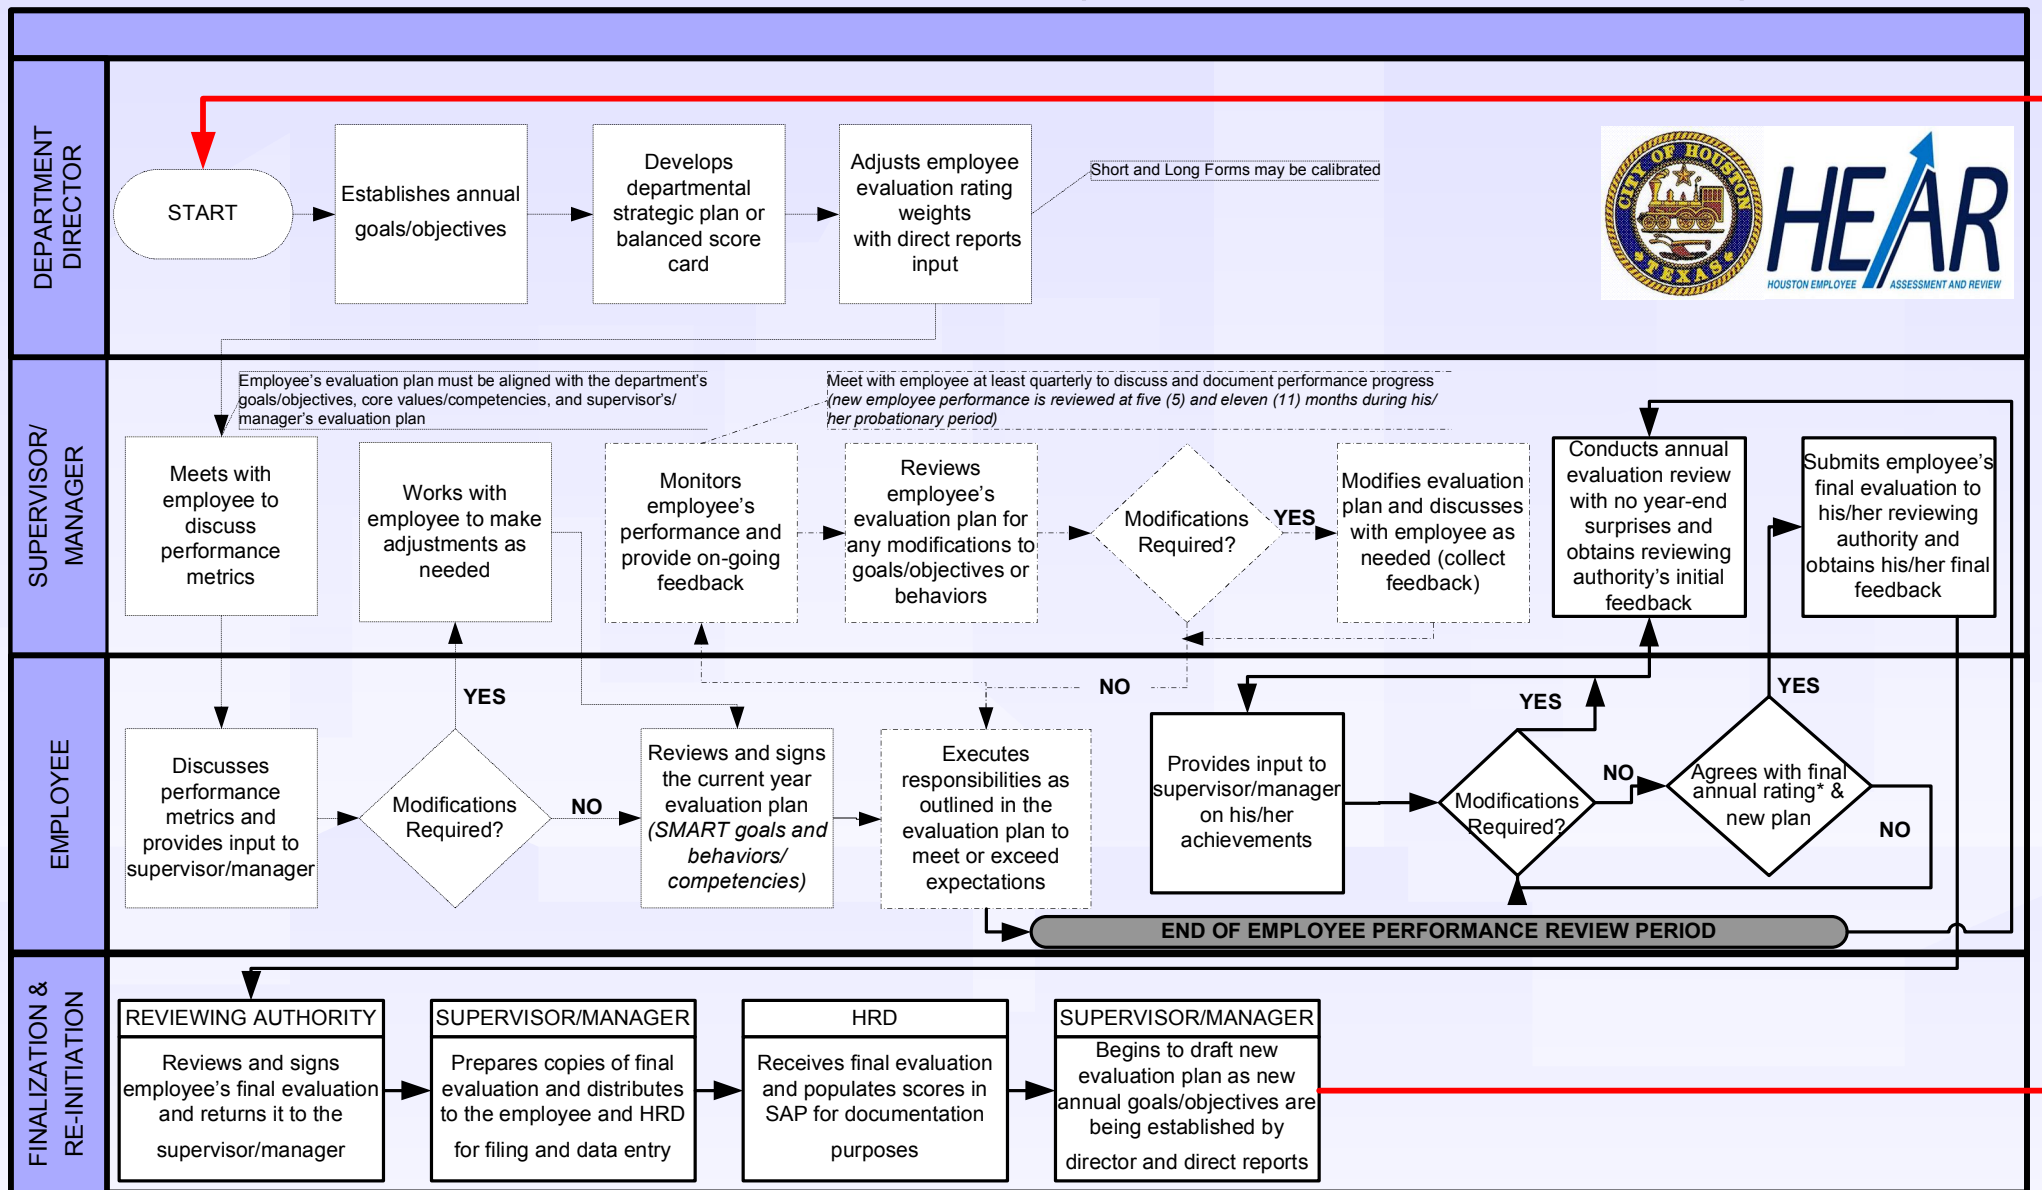 DEPARTMENT
DIRECTOR
START
Establishes annual
goals/objectives
Develops
departmental
strategic plan or
balanced score
card
Adjusts employee
evaluation rating
weights
with direct reports
input
Short and Long Forms may be calibrated
CITY OF HOUSTON
TEXAS
HEAR
HOUSTON EMPLOYEE ASSESSMENT AND REVIEW
SUPERVISOR/
MANAGER
Employee's evaluation plan must be aligned with the department's
goals/objectives, core values/competencies, and supervisor's/
manager's evaluation plan
Meet with employee at least quarterly to discuss and document performance progress
(new employee performance is reviewed at five (5) and eleven (11) months during his/
her probationary period)
Meets with
employee to
discuss
performance
metrics
Works with
employee to make
adjustments as
needed
Monitors
employee's
performance and
provide on-going
feedback
Reviews
employee's
evaluation plan for
any modifications to
goals/objectives or
behaviors
Modifications
Required?
YES
Modifies evaluation
plan and discusses
with employee as
needed (collect
feedback)
Conducts annual
evaluation review
with no year-end
surprises and
obtains reviewing
authority's initial
feedback
Submits employee's
final evaluation to
his/her reviewing
authority and
obtains his/her final
feedback
EMPLOYEE
Discusses
performance
metrics and
provides input to
supervisor/manager
YES
Modifications
Required?
NO
Reviews and signs
the current year
evaluation plan
(SMART goals and
behaviors/
competencies)
NO
Executes
responsibilities as
outlined in the
evaluation plan to
meet or exceed
expectations
Provides input to
supervisor/manager
on his/her
achievements
YES
Modifications
Required?
NO
YES
Agrees with final
annual rating* &
new plan
NO
END OF EMPLOYEE PERFORMANCE REVIEW PERIOD
FINALIZATION &
RE-INITIATION
REVIEWING AUTHORITY
Reviews and signs
employee's final evaluation
and returns it to the
supervisor/manager
SUPERVISOR/MANAGER
Prepares copies of final
evaluation and distributes
to the employee and HRD
for filing and data entry
HRD
Receives final evaluation
and populates scores in
SAP for documentation
purposes
SUPERVISOR/MANAGER
Begins to draft new
evaluation plan as new
annual goals/objectives are
being established by
director and direct reports